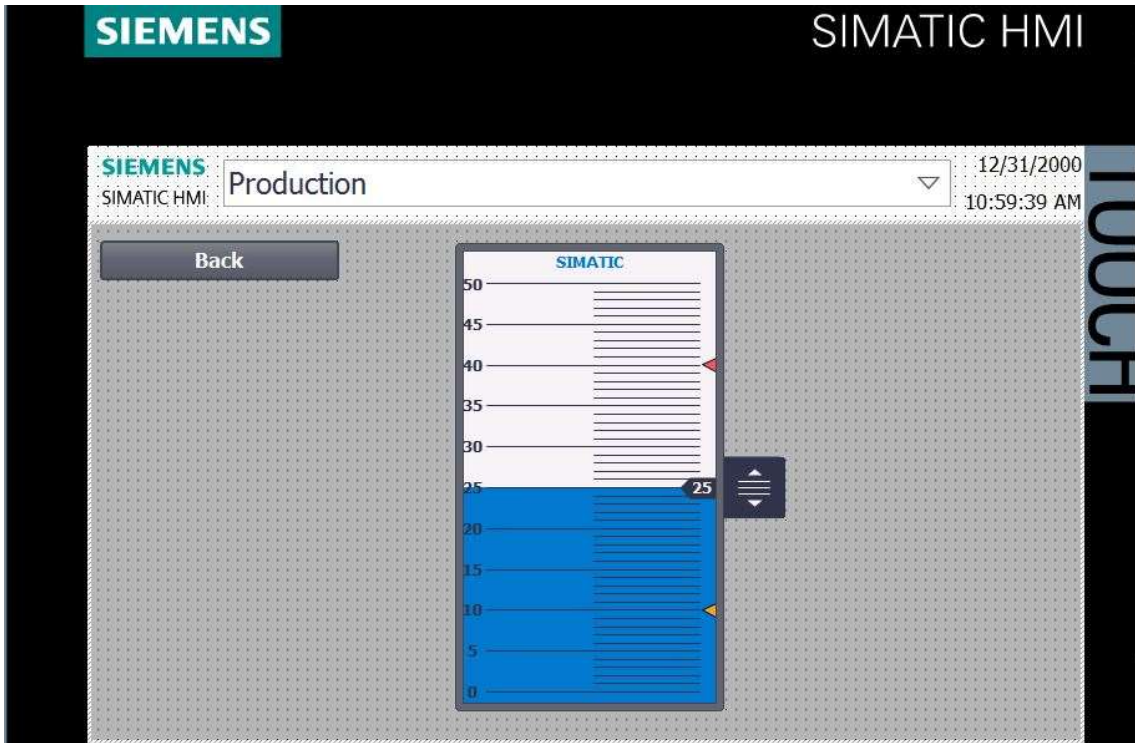 SIEMENS
SIMATIC HMI
TOUCH
SIEMENS
SIMATIC HMI
Production
12/31/2000
10:59:39 AM
Back
SIMATIC
50
45
40
35
30
25
25
20
15
10
5
0